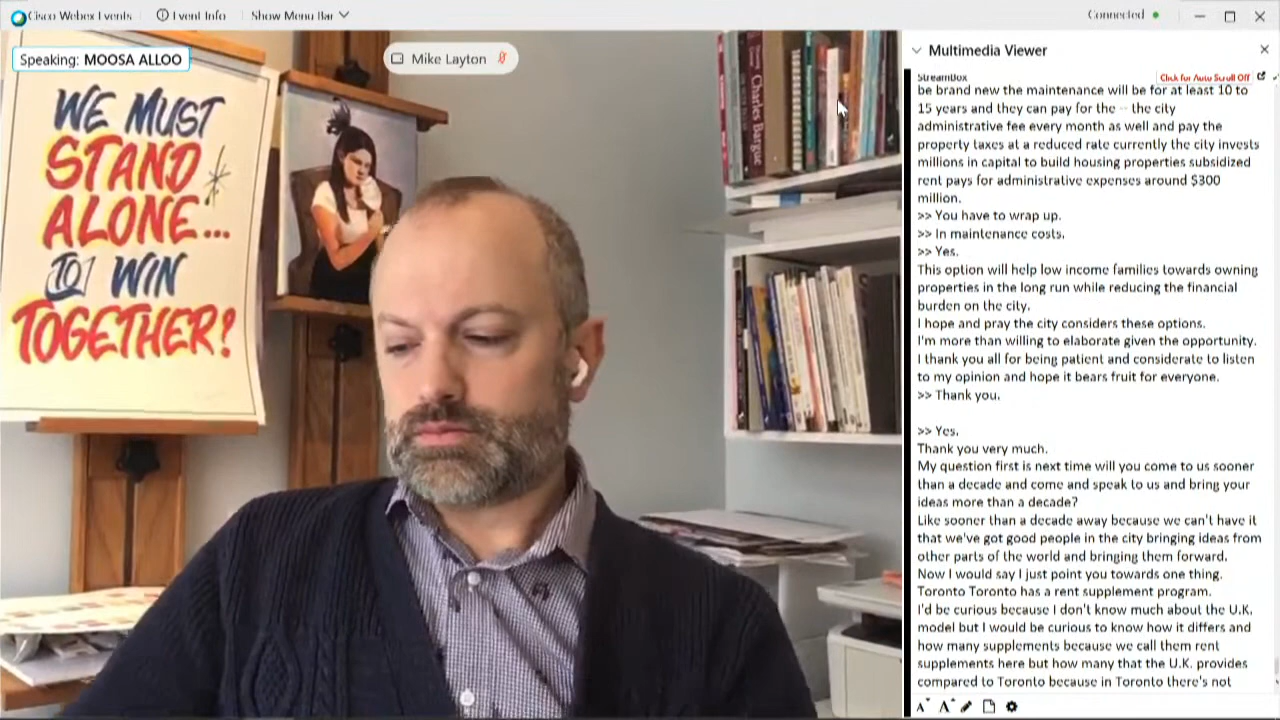 Cisco Webex Events
Event Info
Show Menu Bar
Connected
Speaking: MOOSA ALLOO
Mike Layton
WE MUST
STAND
ALONE...
TO WIN
TOGETHER!
Charles Bargue
Multimedia Viewer
StreamBox
Click for Auto Scroll Off
be brand new the maintenance will be for at least 10 to
15 years and they can pay for the -- the city
administrative fee every month as well and pay the
property taxes at a reduced rate currently the city invests
millions in capital to build housing properties subsidized
rent pays for administrative expenses around $300
million.
>> You have to wrap up.
>> In maintenance costs.
>> Yes.
This option will help low income families towards owning
properties in the long run while reducing the financial
burden on the city.
I hope and pray the city considers these options.
I'm more than willing to elaborate given the opportunity.
I thank you all for being patient and considerate to listen
to my opinion and hope it bears fruit for everyone.
>> Thank you.
>> Yes.
Thank you very much.
My question first is next time will you come to us sooner
than a decade and come and speak to us and bring your
ideas more than a decade?
Like sooner than a decade away because we can't have it
that we've got good people in the city bringing ideas from
other parts of the world and bringing them forward.
Now I would say I just point you towards one thing.
Toronto Toronto has a rent supplement program.
I'd be curious because I don't know much about the U.K.
model but I would be curious to know how it differs and
how many supplements because we call them rent
supplements here but how many that the U.K. provides
compared to Toronto because in Toronto there's not